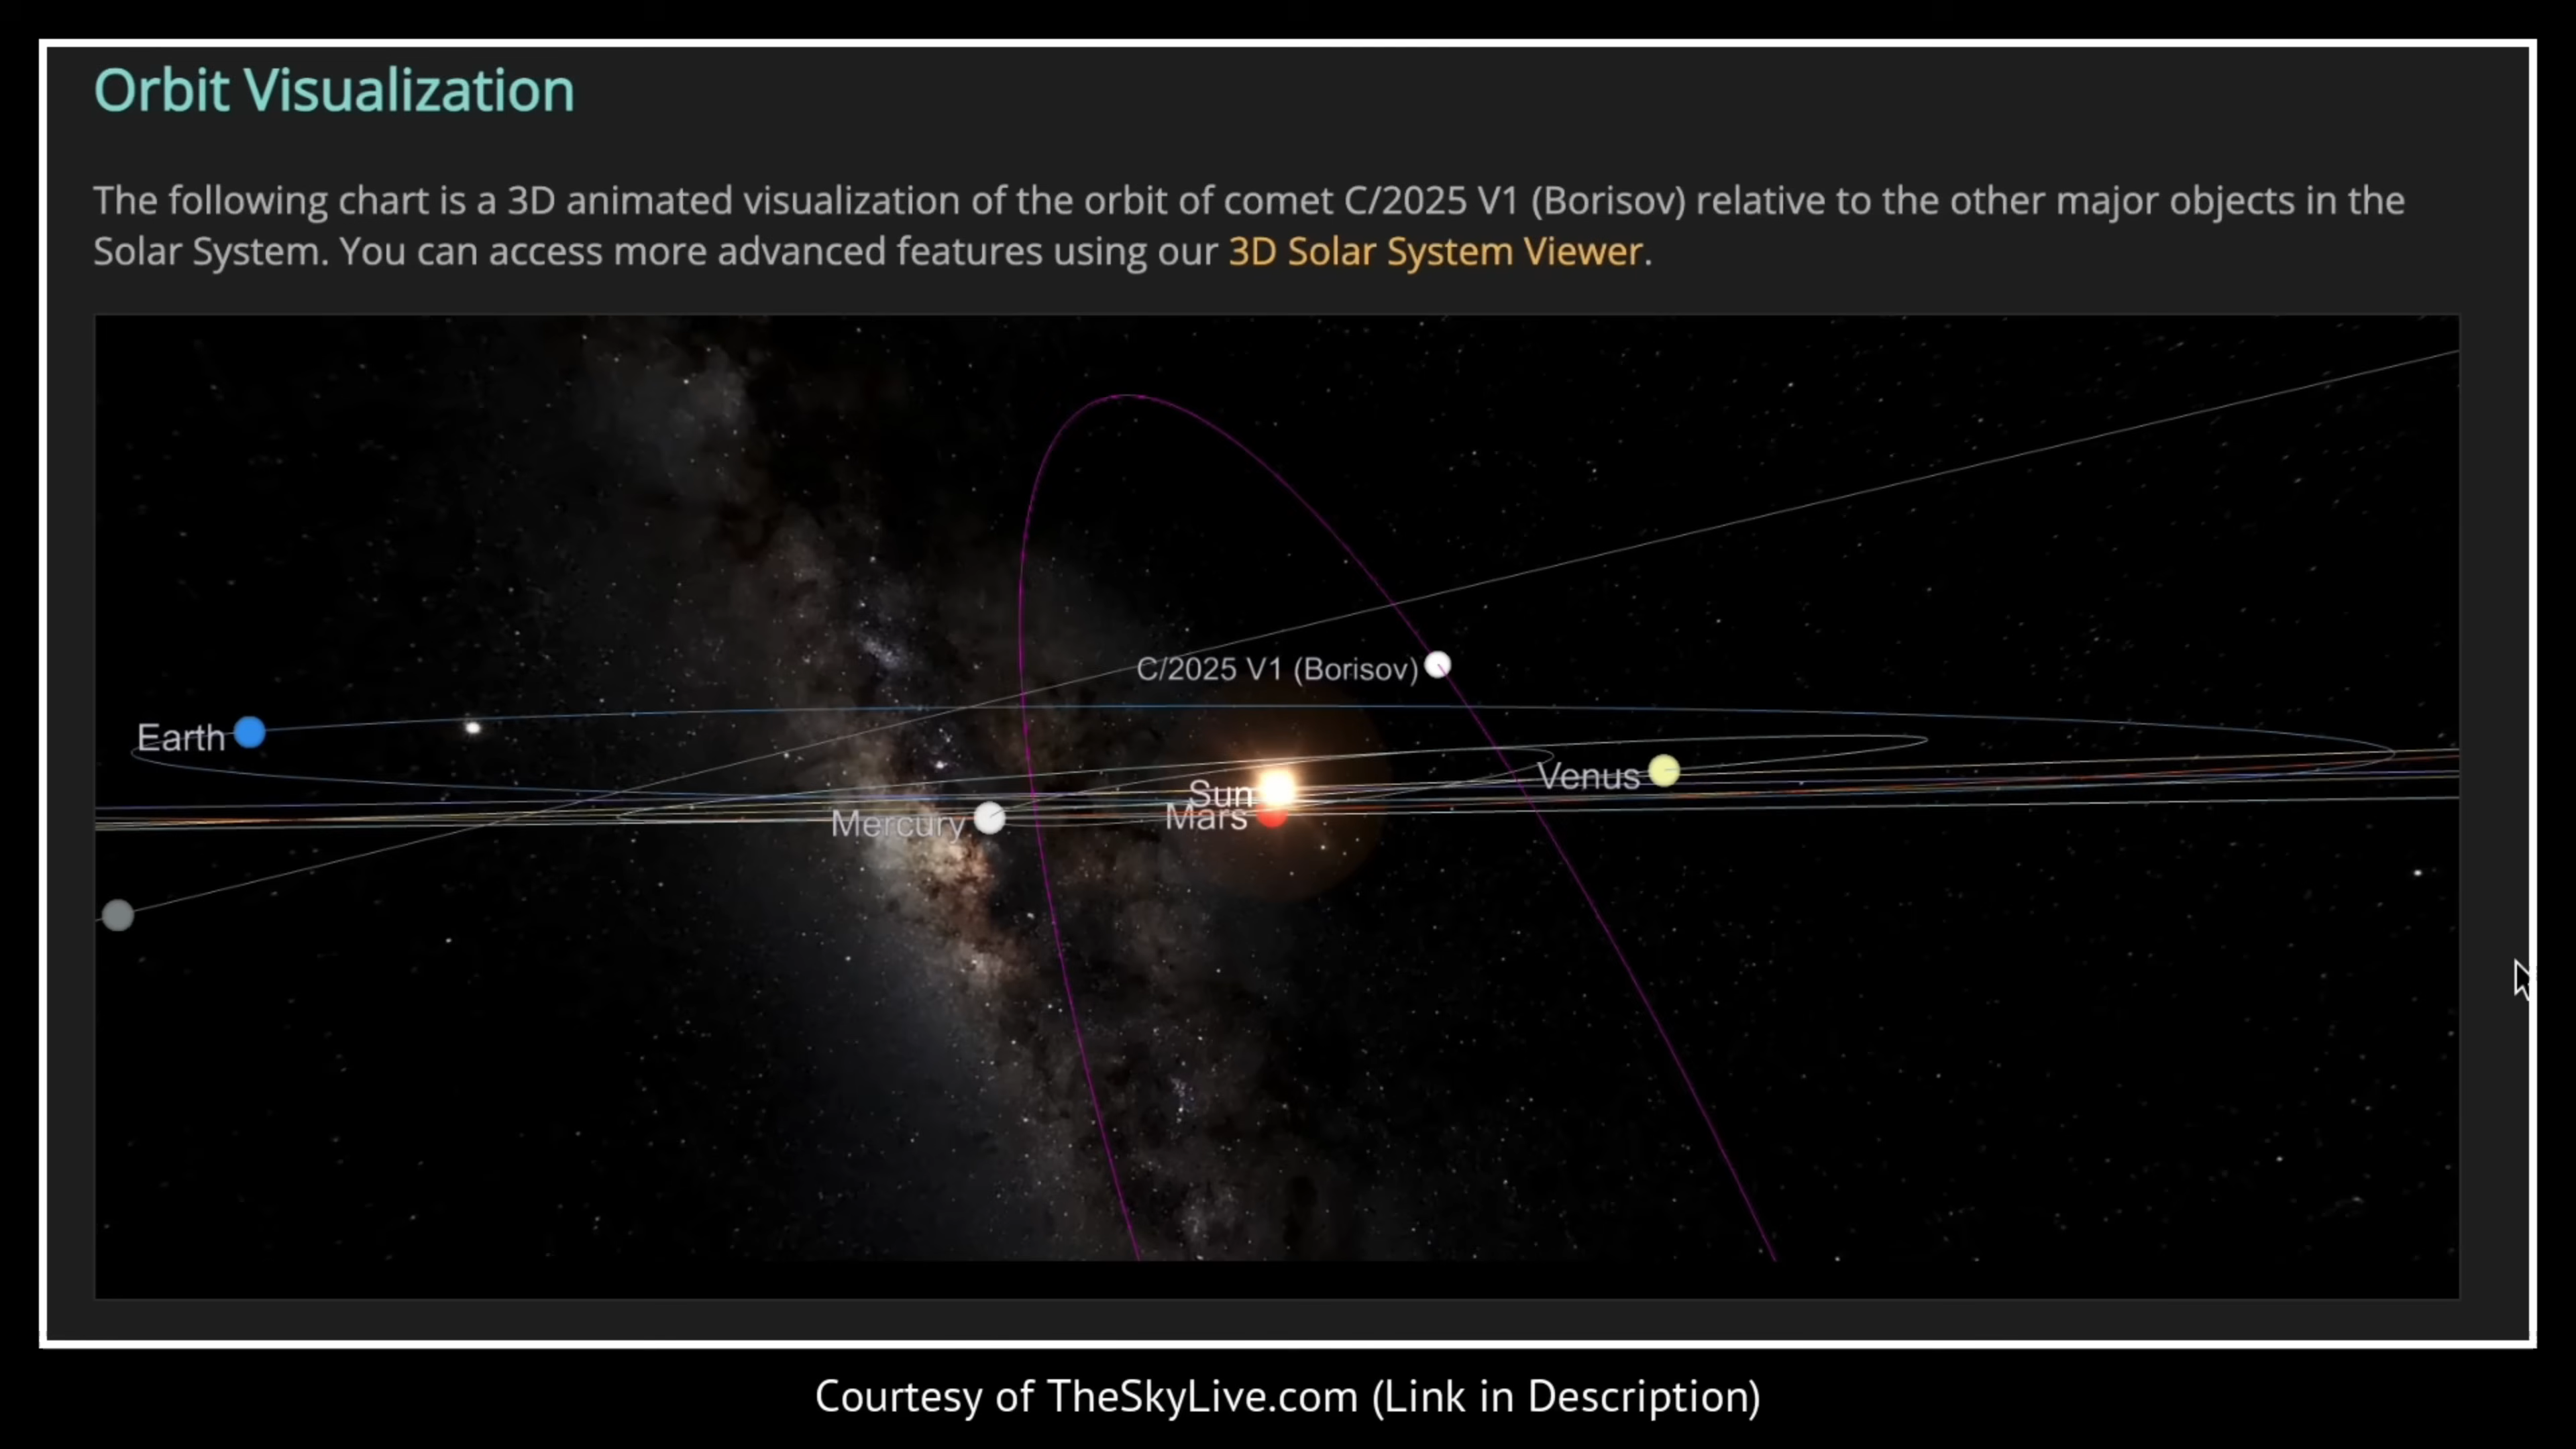 Orbit Visualization
The following chart is a 3D animated visualization of the orbit of comet C/2025 V1 (Borisov) relative to the other major objects in the
Solar System. You can access more advanced features using our 3D Solar System Viewer.
C/2025 V1 (Borisov)
Earth
Venus
Sun
Mars
Mercury
Courtesy of TheSkyLive.com (Link in Description)